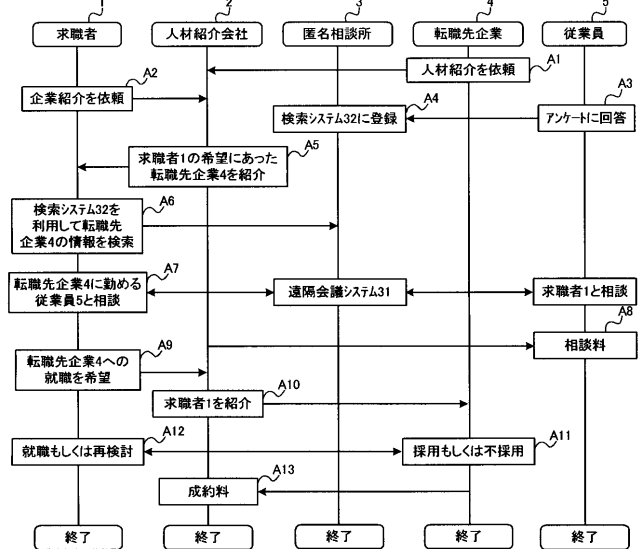 1
2
3
4
5
求職者
人材紹介会社
匿名相談所
転職先企業
従業員
A1
人材紹介を依頼
A2
企業紹介を依頼
A3
アンケートに回答
A4
検索システム32に登録
A5
求職者1の希望にあった
転職先企業4を紹介
A6
検索システム32を
利用して転職先
企業4の情報を検索
A7
転職先企業4に勤める
従業員5と相談
遠隔会議システム31
求職者1と相談
A8
相談料
A9
転職先企業4への
就職を希望
A10
求職者1を紹介
A12
就職もしくは再検討
A11
採用もしくは不採用
A13
成約料
終了
終了
終了
終了
終了